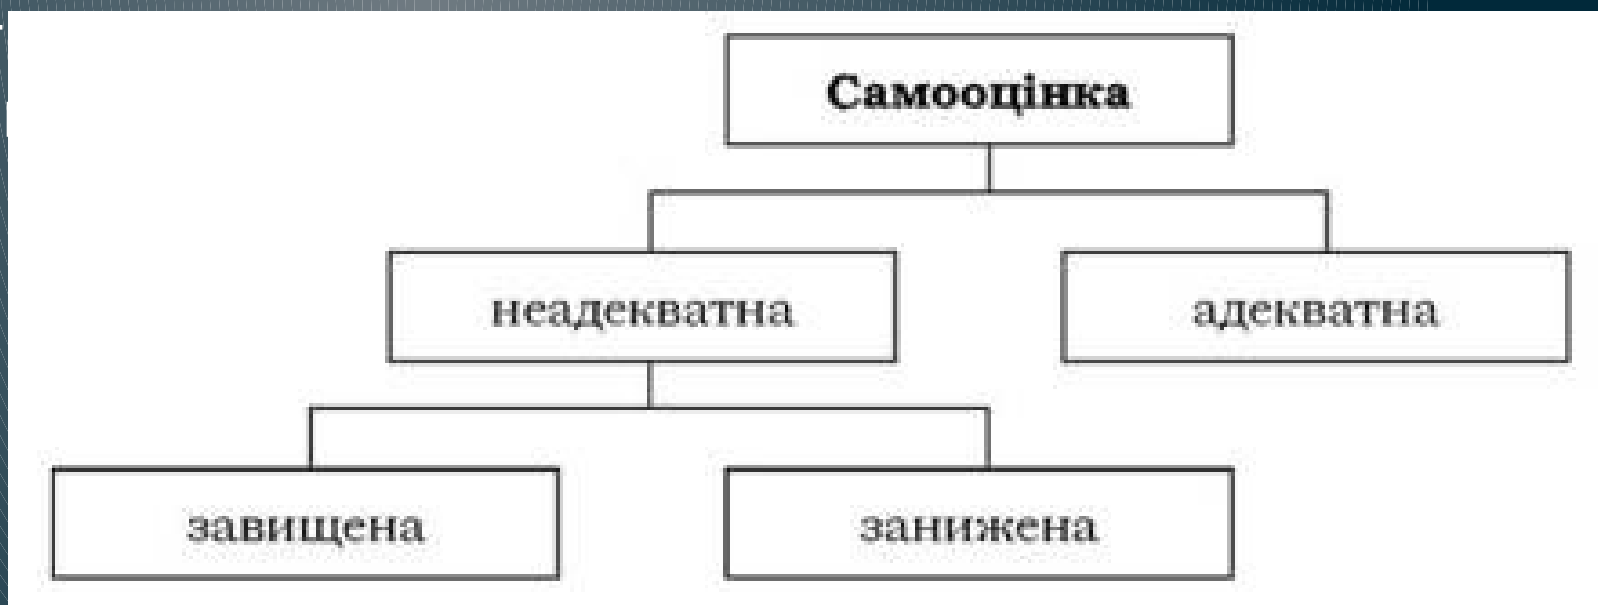 Самооцінка
неадекватна
адекватна
завищена
занижена